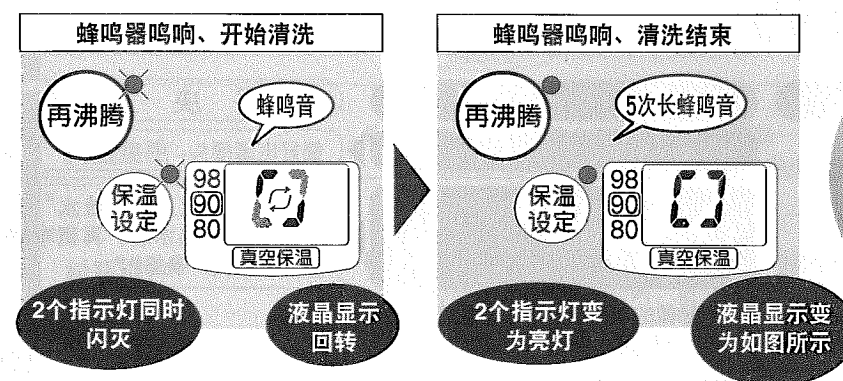 蜂鸣器鸣响、开始清洗
再沸腾
蜂鸣音
保温
设定
98
90
80
真空保温
2个指示灯同时
闪灭
液晶显示
回转
蜂鸣器鸣响、清洗结束
再沸腾
5次长蜂鸣音
保温
设定
98
90
80
真空保温
2个指示灯变
为亮灯
液晶显示变
为如图所示